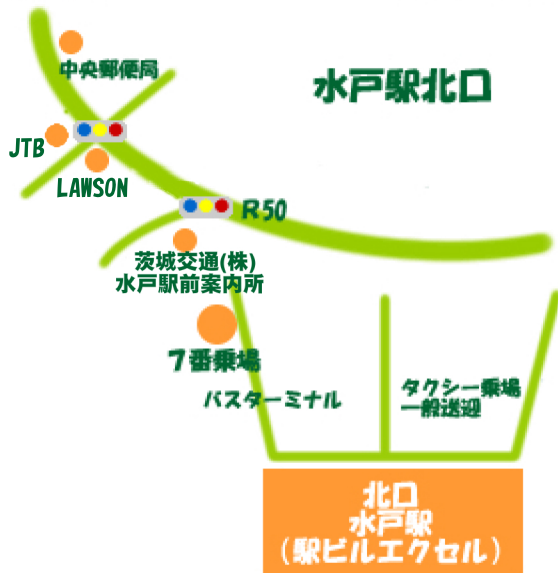 中央郵便局
水戸駅北口
JTB
LAWSON
R50
茨城交通(株)
水戸駅前案内所
7番乗場
バスターミナル
タクシー乗場
一般送迎
北口
水戸駅
(駅ビルエクセル)